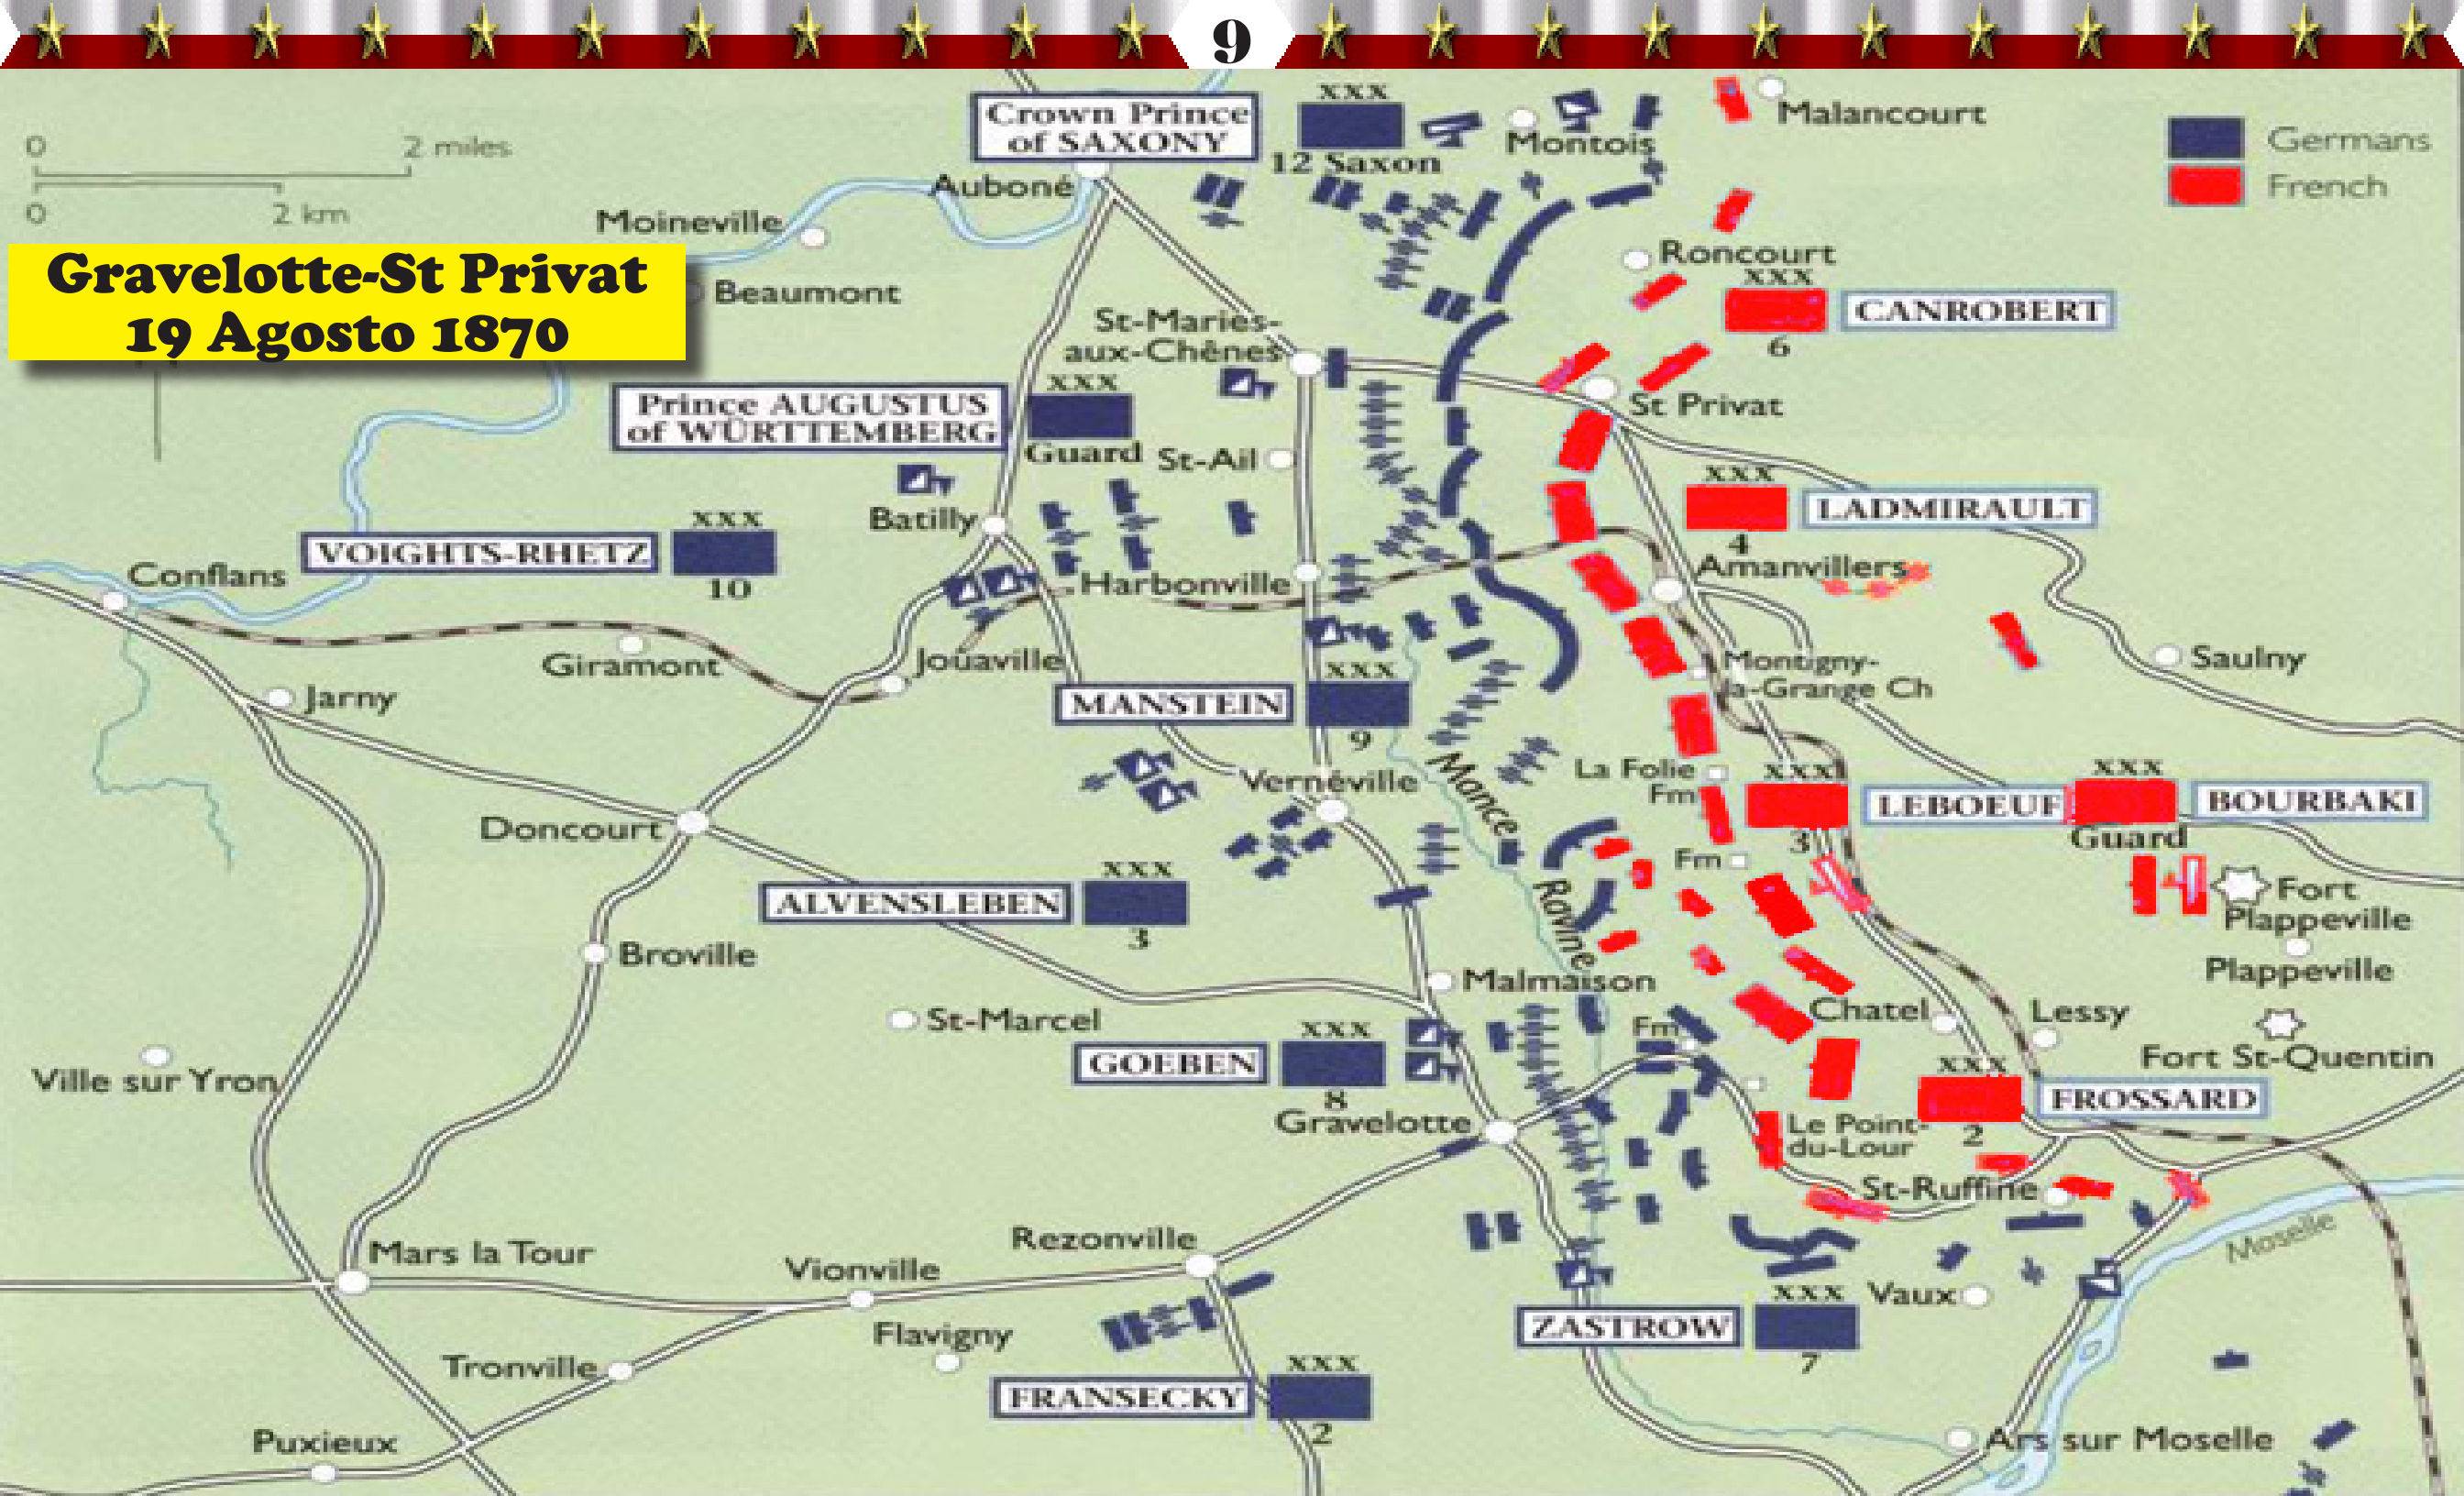 9
Crown Prince
of SAXONY
XXX
12 Saxon
Montois
Malancourt
Germans
French
0
2 miles
0
2 km
Auboné
Moineville
Gravelotte-St Privat
19 Agosto 1870
Beaumont
Roncourt
XXX
CANROBERT
6
St-Maries-
aux-Chênes
Prince AUGUSTUS
of WÜRTTEMBERG
XXX
Guard
St-Ail
St Privat
XXX
LADMIRAULT
4
Batilly
VOIGHTS-RHETZ
XXX
10
Conflans
Harbonville
Amanvillers
Giramont
Jouaville
Saulny
Montigny-
la-Grange Ch
Jarny
MANSTEIN
XXX
9
Mance
Ravine
Vernéville
La Folie
Fm
XXX
LEBOEUF
3
XXX
BOURBAKI
Guard
Doncourt
Fm
Fort
Plappeville
Plappeville
ALVENSLEBEN
XXX
3
Broville
Malmaison
St-Marcel
Chatel
Lessy
Fm
Fort St-Quentin
GOEBEN
XXX
8
Ville sur Yron
XXX
FROSSARD
2
Gravelotte
Le Point-
du-Lour
St-Ruffine
Moselle
Mars la Tour
Vionville
Rezonville
Vaux
ZASTROW
XXX
7
Flavigny
Tronville
FRANSECKY
XXX
2
Puxieux
Ars sur Moselle